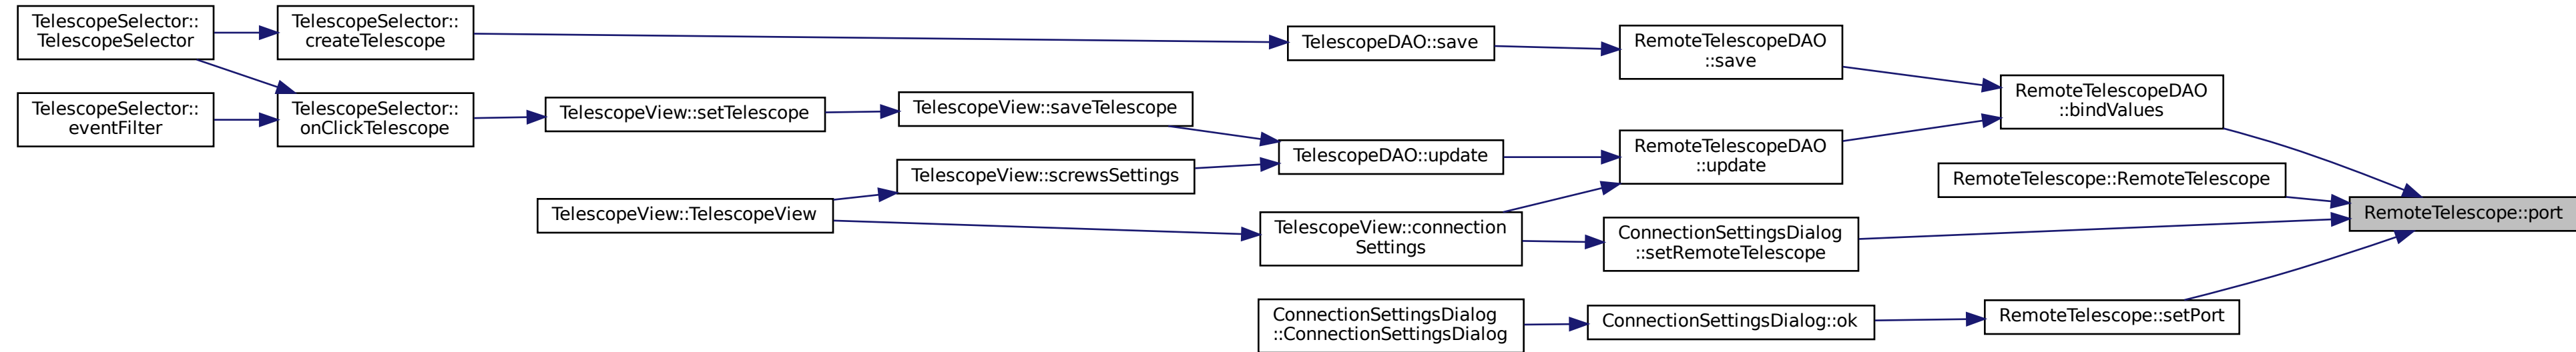 TelescopeSelector::
TelescopeSelector
TelescopeSelector::
createTelescope
TelescopeDAO::save
RemoteTelescopeDAO
::save
RemoteTelescopeDAO
::bindValues
TelescopeSelector::
eventFilter
TelescopeSelector::
onClickTelescope
TelescopeView::setTelescope
TelescopeView::saveTelescope
TelescopeDAO::update
RemoteTelescopeDAO
::update
TelescopeView::screwsSettings
RemoteTelescope::RemoteTelescope
TelescopeView::TelescopeView
RemoteTelescope::port
TelescopeView::connection
Settings
ConnectionSettingsDialog
::setRemoteTelescope
ConnectionSettingsDialog
::ConnectionSettingsDialog
ConnectionSettingsDialog::ok
RemoteTelescope::setPort